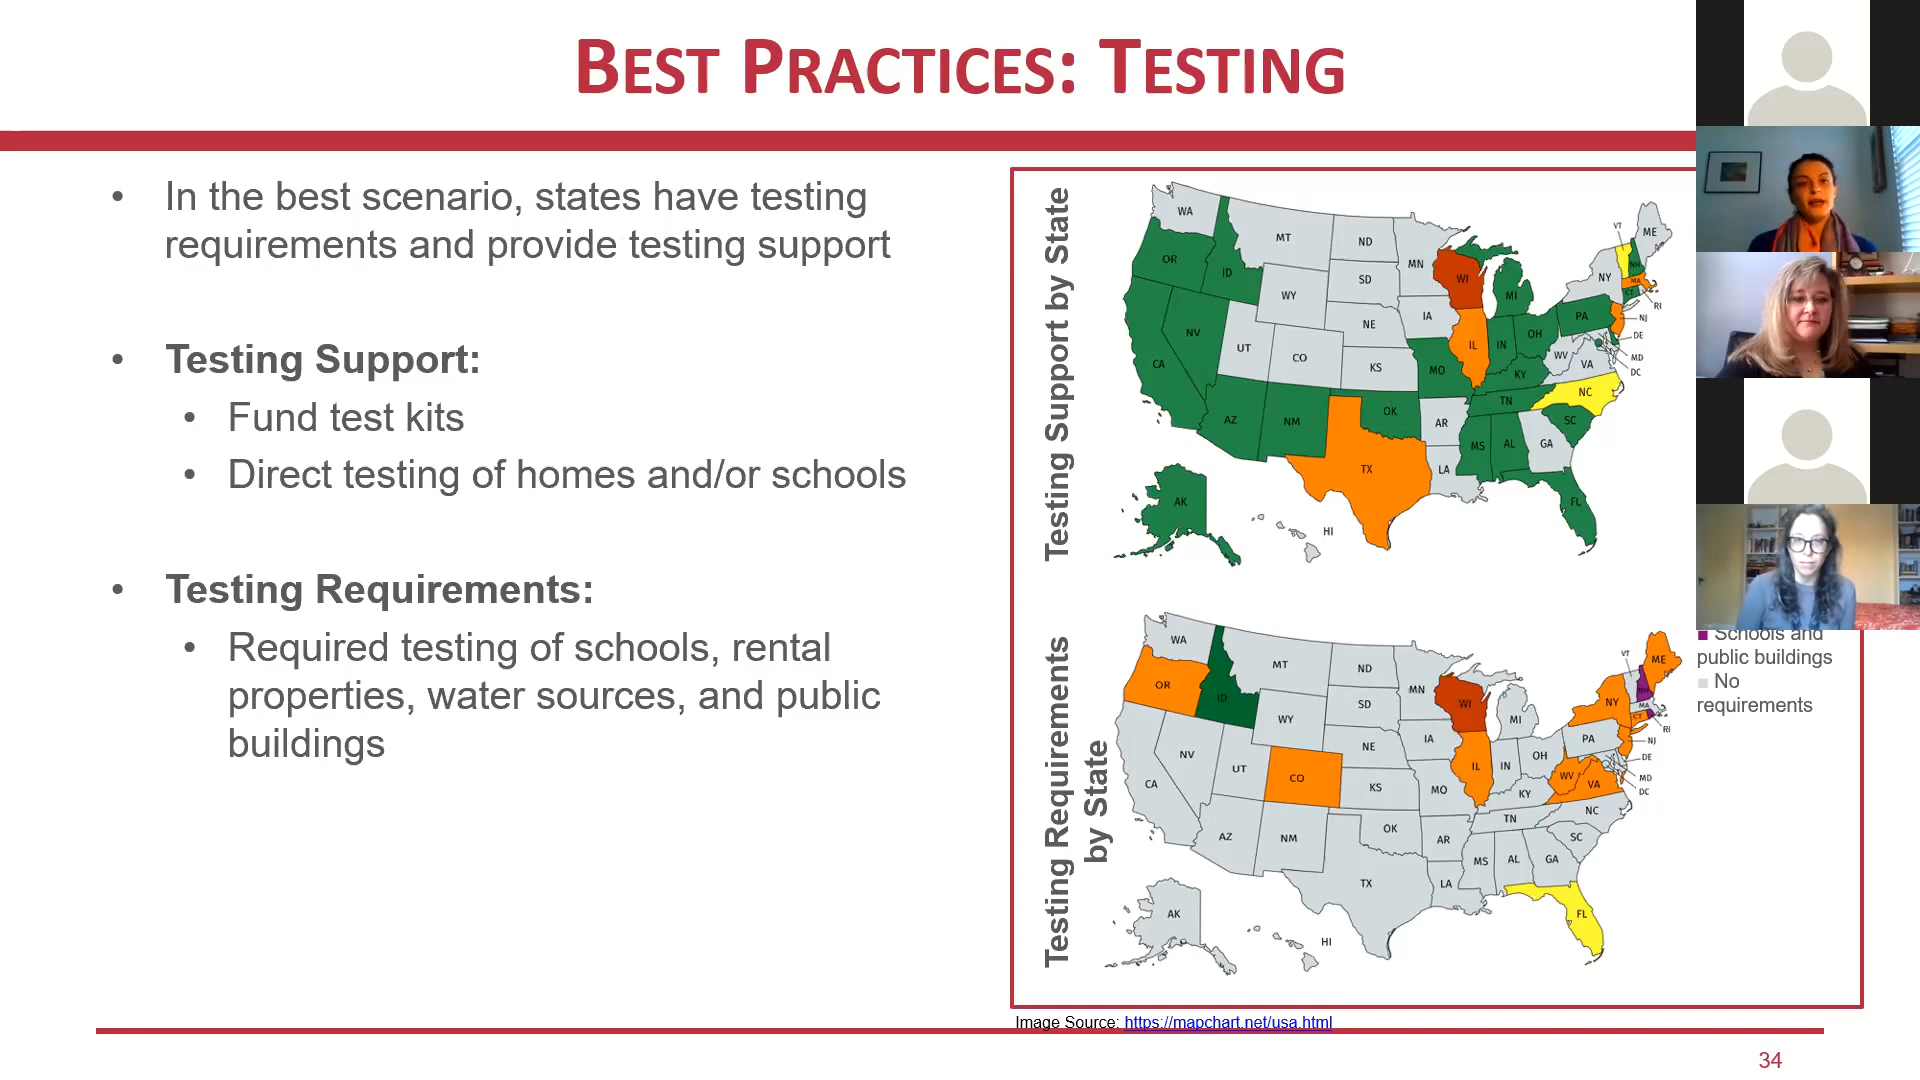 BEST PRACTICES: TESTING
• In the best scenario, states have testing
requirements and provide testing support
• Testing Support:
• Fund test kits
• Direct testing of homes and/or schools
• Testing Requirements:
• Required testing of schools, rental
properties, water sources, and public
buildings
Testing Support by State
WA
MT
ND
MN
OR
ID
SD
WI
WY
MI
VT
ME
NH
NY
MA
CT
RI
NV
UT
CO
NE
IA
IL
IN
OH
PA
NJ
DE
MD
DC
CA
KS
MO
KY
WV
VA
AZ
NM
OK
AR
TN
NC
SC
TX
LA
MS
AL
GA
FL
AK
HI
Testing Requirements
by State
WA
MT
ND
MN
OR
ID
SD
WI
WY
MI
VT
ME
NH
NY
MA
CT
RI
NV
UT
CO
NE
IA
IL
IN
OH
PA
NJ
DE
MD
DC
CA
KS
MO
KY
WV
VA
AZ
NM
OK
AR
TN
NC
SC
TX
LA
MS
AL
GA
FL
AK
HI
Schools and
public buildings
No
requirements
Image Source: https://mapchart.net/usa.html
34